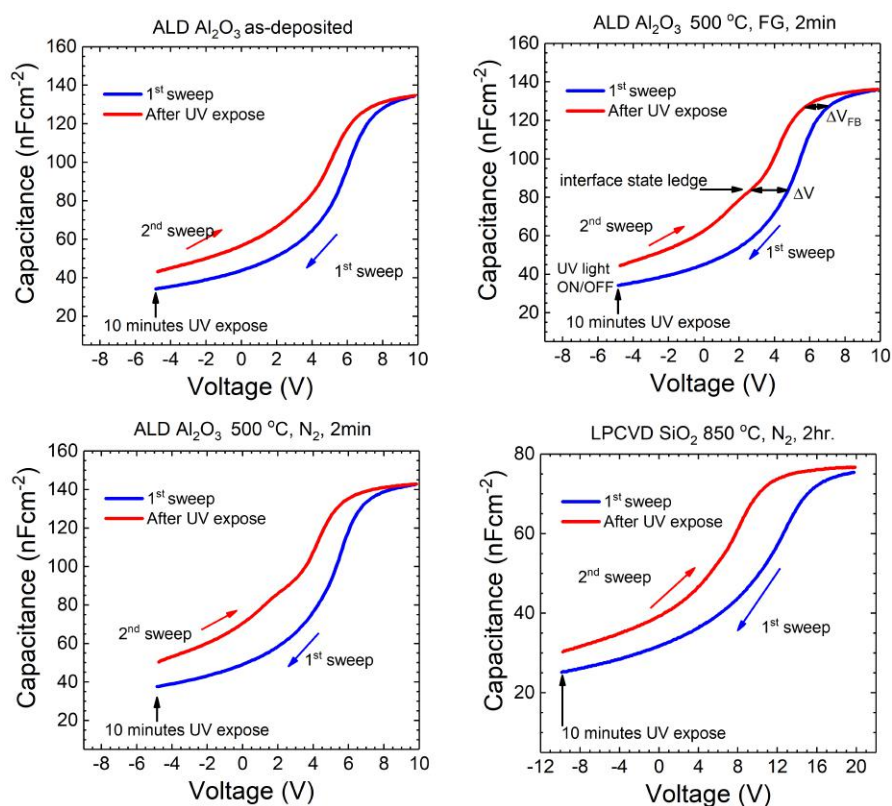 ALD Al₂O₃ as-deposited
160
140
120
100
80
60
40
20
Capacitance (nFcm⁻²)
1ˢᵗ sweep
After UV expose
2ⁿᵈ sweep
1ˢᵗ sweep
10 minutes UV expose
-8 -6 -4 -2 0 2 4 6 8 10
Voltage (V)
ALD Al₂O₃ 500 ᵒC, FG, 2min
160
140
120
100
80
60
40
20
Capacitance (nFcm⁻²)
1ˢᵗ sweep
After UV expose
ΔV_FB
interface state ledge
ΔV
2ⁿᵈ sweep
1ˢᵗ sweep
UV light
ON/OFF
10 minutes UV expose
-8 -6 -4 -2 0 2 4 6 8 10
Voltage (V)
ALD Al₂O₃ 500 ᵒC, N₂, 2min
160
140
120
100
80
60
40
20
Capacitance (nFcm⁻²)
1ˢᵗ sweep
After UV expose
2ⁿᵈ sweep
1ˢᵗ sweep
10 minutes UV expose
-8 -6 -4 -2 0 2 4 6 8 10
Voltage (V)
LPCVD SiO₂ 850 ᵒC, N₂, 2hr.
80
60
40
20
0
Capacitance (nFcm⁻²)
1ˢᵗ sweep
After UV expose
2ⁿᵈ sweep
1ˢᵗ sweep
10 minutes UV expose
-12 -8 -4 0 4 8 12 16 20
Voltage (V)